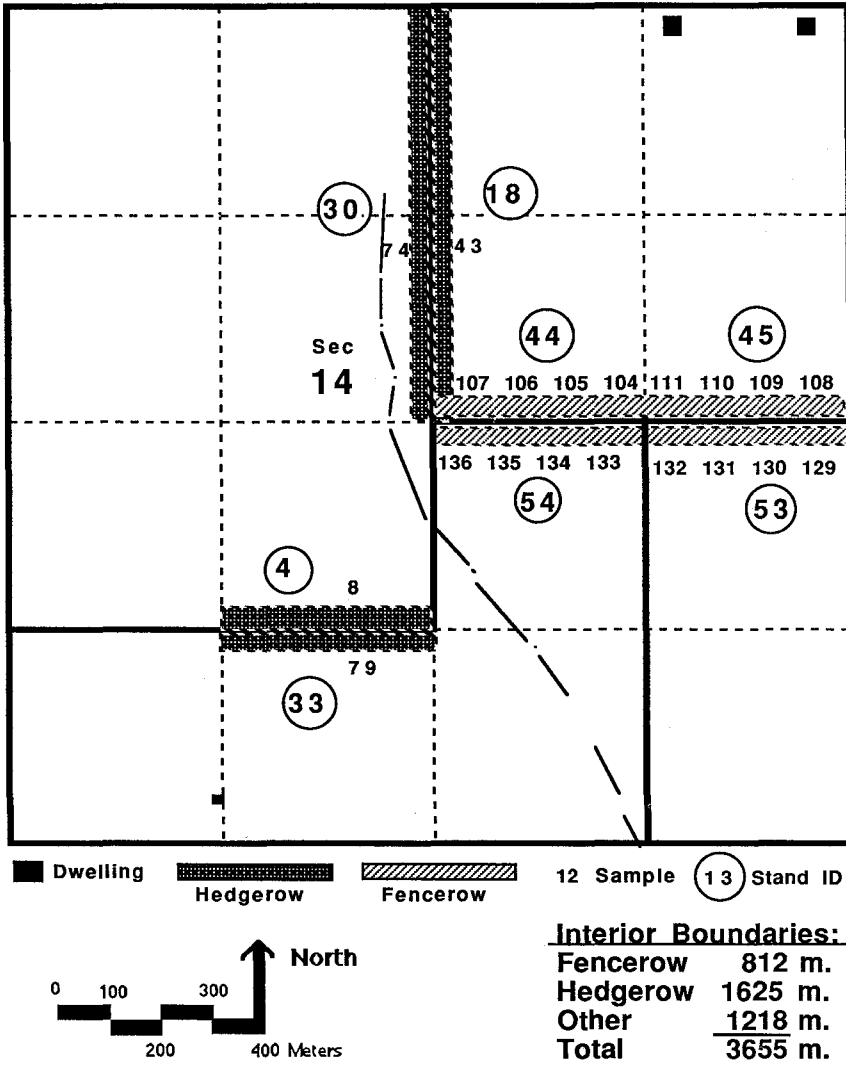 30
18
74
43
44
45
Sec
14
107 106 105 104 111 110 109 108
136 135 134 133 132 131 130 129
54
53
4
8
79
33
Dwelling
Hedgerow
Fencerow
12 Sample
13 Stand ID
North
0 100 300
200 400 Meters
Interior Boundaries:
Fencerow 812 m.
Hedgerow 1625 m.
Other 1218 m.
Total 3655 m.